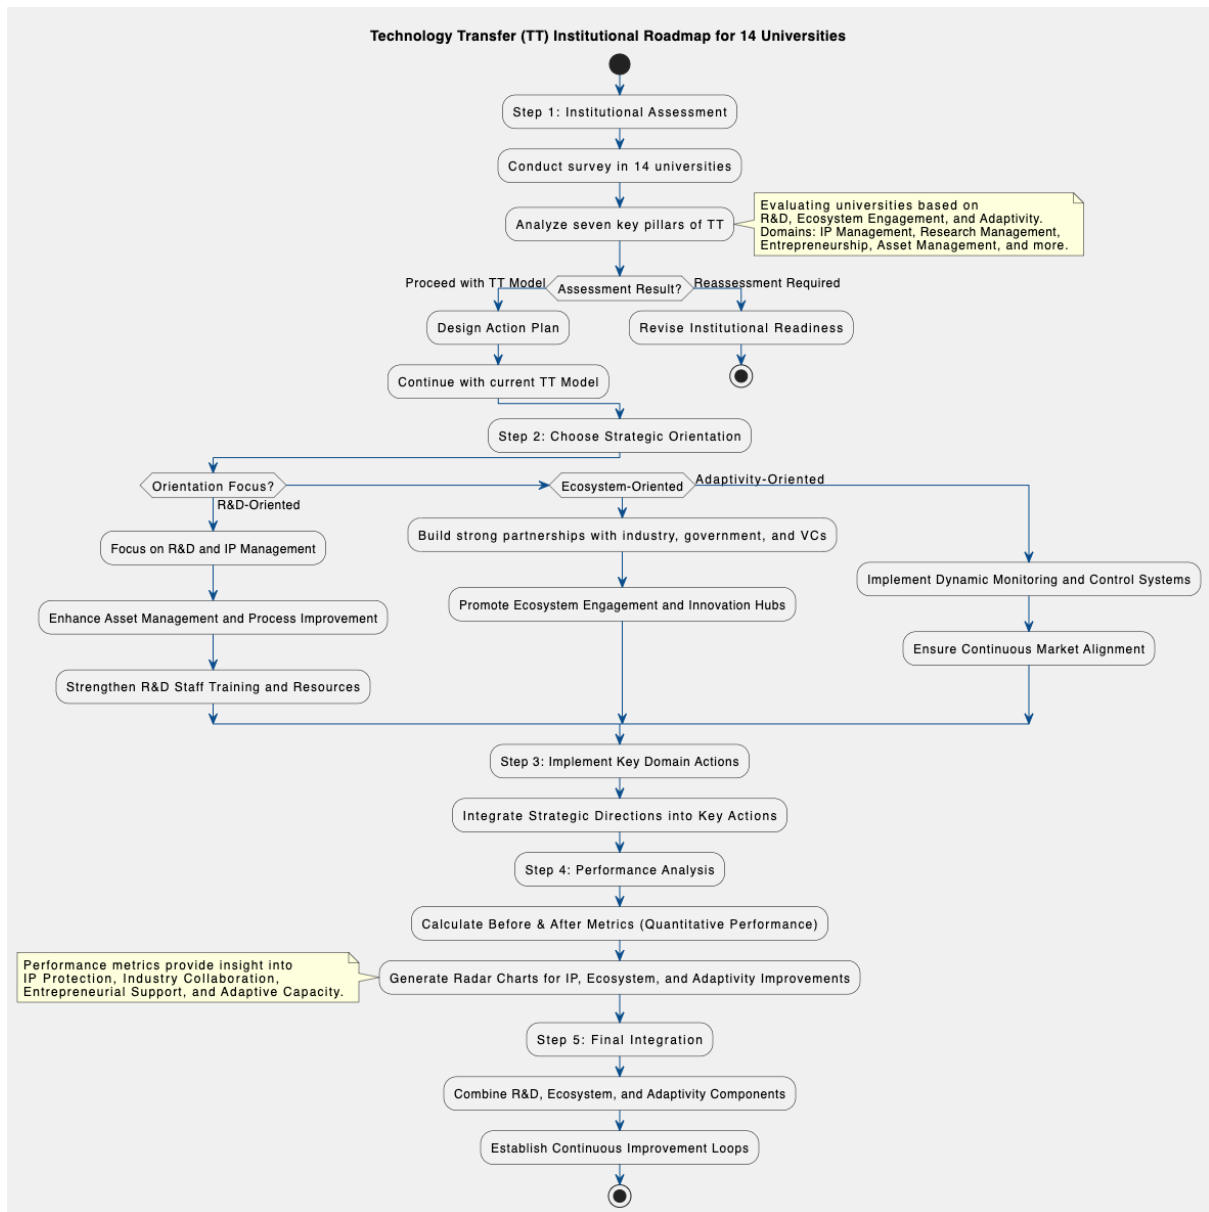 Technology Transfer (TT) Institutional Roadmap for 14 Universities
Step 1: Institutional Assessment
Conduct survey in 14 universities
Analyze seven key pillars of TT
Evaluating universities based on
R&D, Ecosystem Engagement, and Adaptivity.
Domains: IP Management, Research Management,
Entrepreneurship, Asset Management, and more.
Proceed with TT Model
Assessment Result?
Reassessment Required
Design Action Plan
Revise Institutional Readiness
Continue with current TT Model
Step 2: Choose Strategic Orientation
Orientation Focus?
R&D-Oriented
Ecosystem-Oriented
Adaptivity-Oriented
Focus on R&D and IP Management
Enhance Asset Management and Process Improvement
Strengthen R&D Staff Training and Resources
Build strong partnerships with industry, government, and VCs
Promote Ecosystem Engagement and Innovation Hubs
Implement Dynamic Monitoring and Control Systems
Ensure Continuous Market Alignment
Step 3: Implement Key Domain Actions
Integrate Strategic Directions into Key Actions
Step 4: Performance Analysis
Calculate Before & After Metrics (Quantitative Performance)
Performance metrics provide insight into
IP Protection, Industry Collaboration,
Entrepreneurial Support, and Adaptive Capacity.
Generate Radar Charts for IP, Ecosystem, and Adaptivity Improvements
Step 5: Final Integration
Combine R&D, Ecosystem, and Adaptivity Components
Establish Continuous Improvement Loops